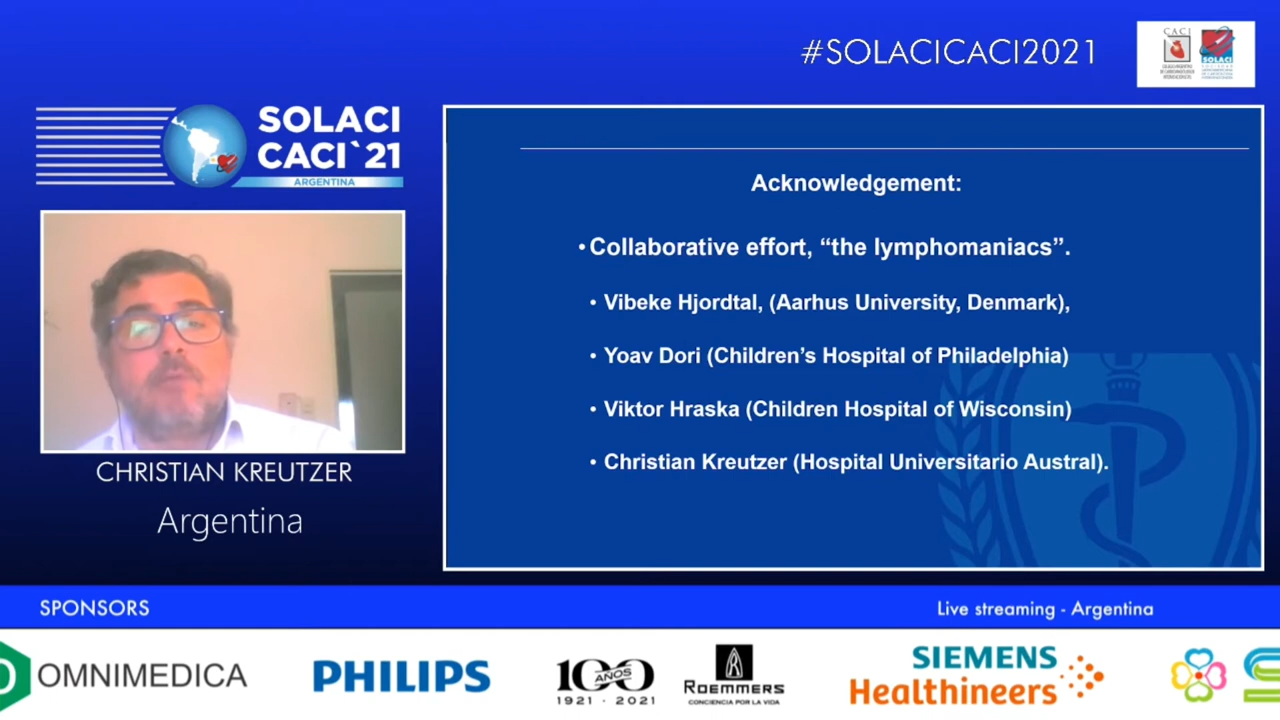 #SOLACICACI2021
CACI
SOLACI
SOLACI
CACI`21
ARGENTINA
Acknowledgement:
• Collaborative effort, “the lymphomaniacs”.
• Vibeke Hjordtal, (Aarhus University, Denmark),
• Yoav Dori (Children’s Hospital of Philadelphia)
• Viktor Hraska (Children Hospital of Wisconsin)
• Christian Kreutzer (Hospital Universitario Austral).
CHRISTIAN KREUTZER
Argentina
SPONSORS
Live streaming - Argentina
OMNIMEDICA
PHILIPS
100
AÑOS
1921 - 2021
ROEMMERS
CONCIENCIA POR LA VIDA
SIEMENS
Healthineers